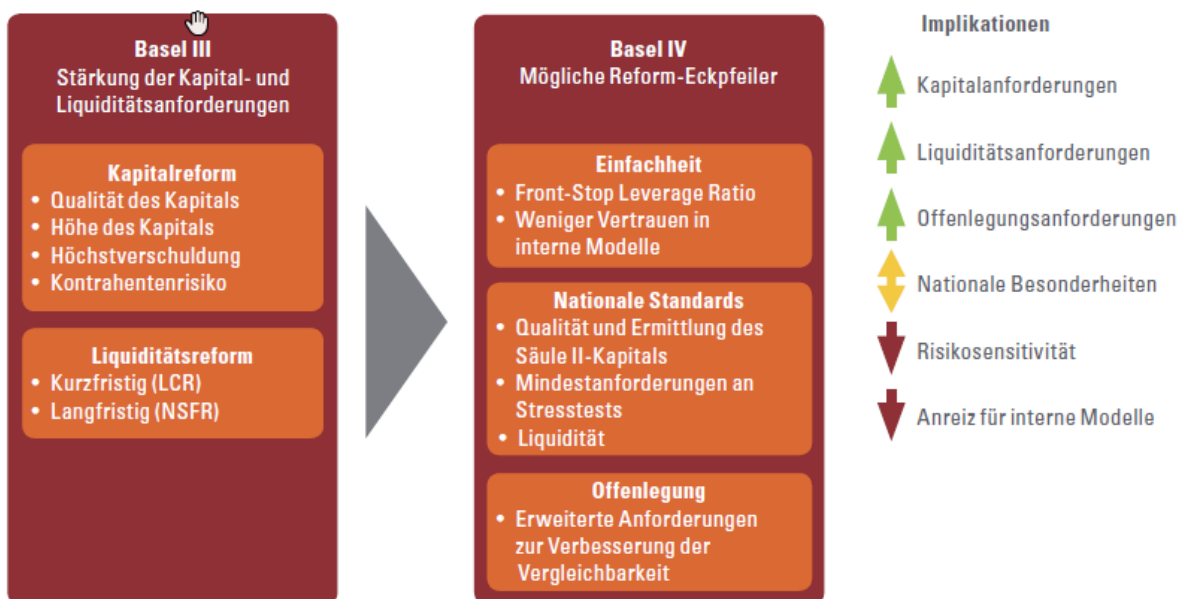 Basel III
Stärkung der Kapital- und
Liquiditätsanforderungen
Kapitalreform
• Qualität des Kapitals
• Höhe des Kapitals
• Höchstverschuldung
• Kontrahentenrisiko
Liquiditätsreform
• Kurzfristig (LCR)
• Langfristig (NSFR)
Basel IV
Mögliche Reform-Eckpfeiler
Einfachheit
• Front-Stop Leverage Ratio
• Weniger Vertrauen in
interne Modelle
Nationale Standards
• Qualität und Ermittlung des
Säule II-Kapitals
• Mindestanforderungen an
Stresstests
• Liquidität
Offenlegung
• Erweiterte Anforderungen
zur Verbesserung der
Vergleichbarkeit
Implikationen
Kapitalanforderungen
Liquiditätsanforderungen
Offenlegungsanforderungen
Nationale Besonderheiten
Risikosensitivität
Anreiz für interne Modelle